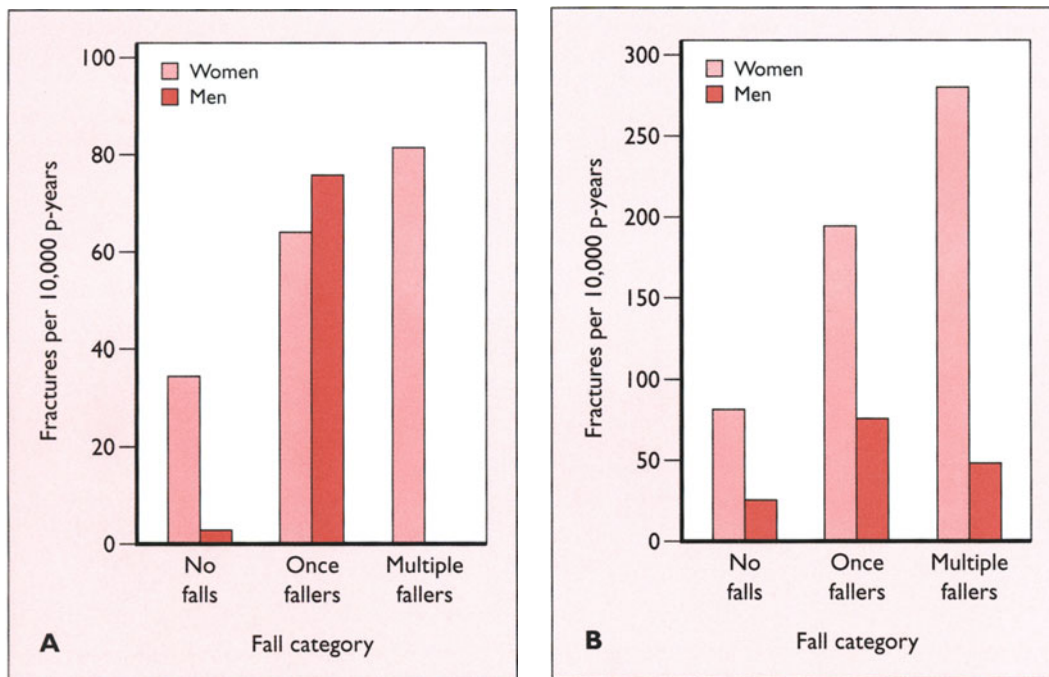 100
80
60
40
20
0
Fractures per 10,000 p-years
Women
Men
No
falls
Once
fallers
Multiple
fallers
Fall category
A
300
250
200
150
100
50
0
Fractures per 10,000 p-years
Women
Men
No
falls
Once
fallers
Multiple
fallers
Fall category
B